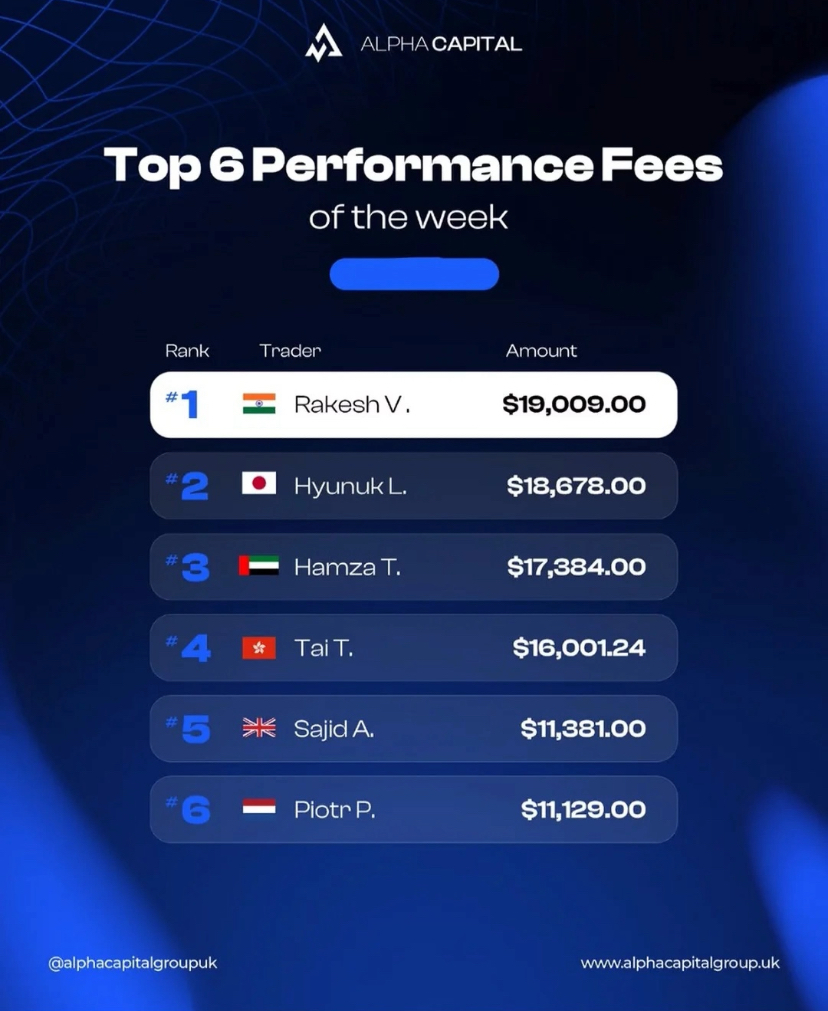 ALPHA CAPITAL
Top 6 Performance Fees
of the week
Rank Trader Amount
#1 Rakesh V. $19,009.00
#2 Hyunuk L. $18,678.00
#3 Hamza T. $17,384.00
#4 Tai T. $16,001.24
#5 Sajid A. $11,381.00
#6 Piotr P. $11,129.00
@alphacapitalgroupuk www.alphacapitalgroup.uk